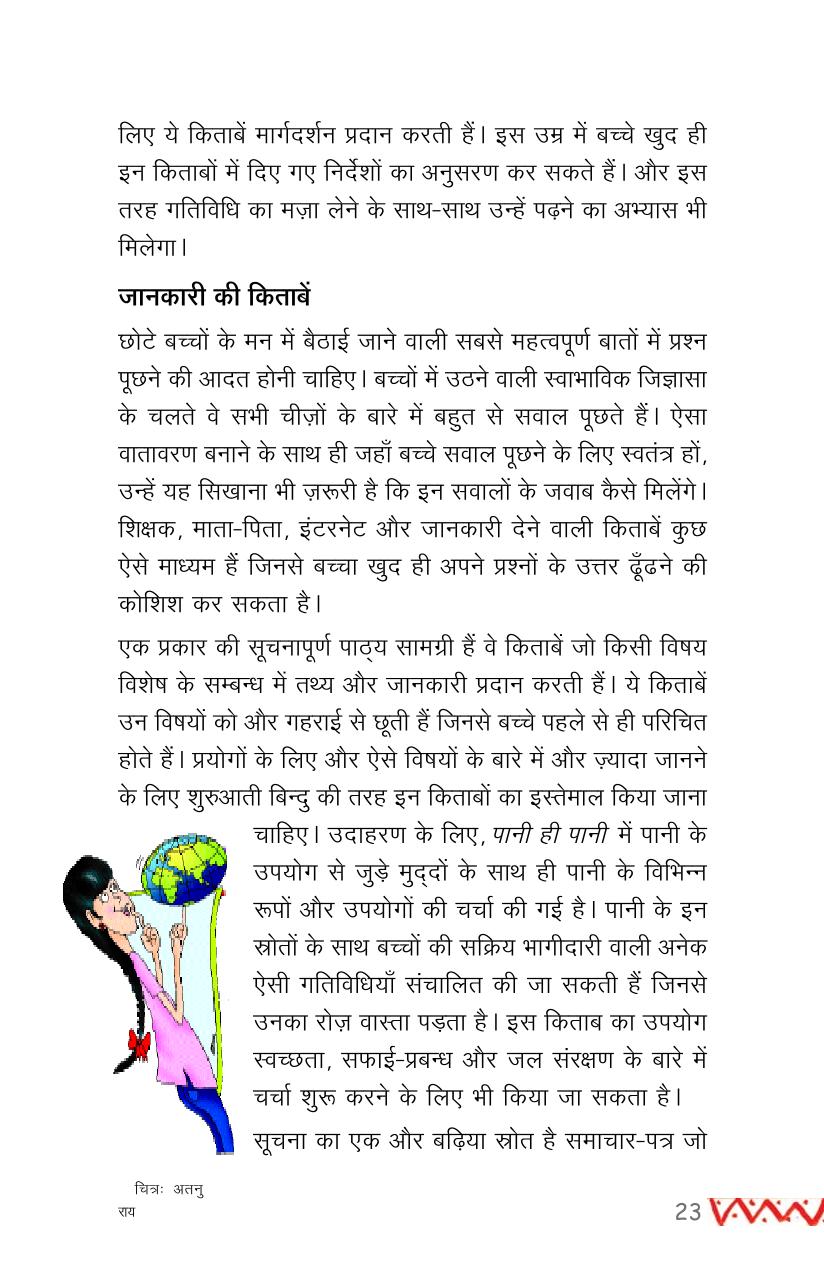 लिए ये किताबें मार्गदर्शन प्रदान करती हैं। इस उम्र में बच्चे खुद ही
इन किताबों में दिए गए निर्देशों का अनुसरण कर सकते हैं। और इस
तरह गतिविधि का मज़ा लेने के साथ-साथ उन्हें पढ़ने का अभ्यास भी
मिलेगा।
जानकारी की किताबें
छोटे बच्चों के मन में बैठाई जाने वाली सबसे महत्वपूर्ण बातों में प्रश्न
पूछने की आदत होनी चाहिए। बच्चों में उठने वाली स्वाभाविक जिज्ञासा
के चलते वे सभी चीज़ों के बारे में बहुत से सवाल पूछते हैं। ऐसा
वातावरण बनाने के साथ ही जहाँ बच्चे सवाल पूछने के लिए स्वतंत्र हों,
उन्हें यह सिखाना भी ज़रूरी है कि इन सवालों के जवाब कैसे मिलेंगे।
शिक्षक, माता-पिता, इंटरनेट और जानकारी देने वाली किताबें कुछ
ऐसे माध्यम हैं जिनसे बच्चा खुद ही अपने प्रश्नों के उत्तर ढूँढने की
कोशिश कर सकता है।
एक प्रकार की सूचनापूर्ण पाठ्य सामग्री हैं वे किताबें जो किसी विषय
विशेष के सम्बन्ध में तथ्य और जानकारी प्रदान करती हैं। ये किताबें
उन विषयों को और गहराई से छूती हैं जिनसे बच्चे पहले से ही परिचित
होते हैं। प्रयोगों के लिए और ऐसे विषयों के बारे में और ज़्यादा जानने
के लिए शुरुआती बिन्दु की तरह इन किताबों का इस्तेमाल किया जाना
चाहिए। उदाहरण के लिए, पानी ही पानी में पानी के
उपयोग से जुड़े मुद्दों के साथ ही पानी के विभिन्न
रूपों और उपयोगों की चर्चा की गई है। पानी के इन
स्रोतों के साथ बच्चों की सक्रिय भागीदारी वाली अनेक
ऐसी गतिविधियाँ संचालित की जा सकती हैं जिनसे
उनका रोज़ वास्ता पड़ता है। इस किताब का उपयोग
स्वच्छता, सफाई-प्रबन्ध और जल संरक्षण के बारे में
चर्चा शुरू करने के लिए भी किया जा सकता है।
सूचना का एक और बढ़िया स्रोत है समाचार-पत्र जो
चित्र: अतनु
राय
23